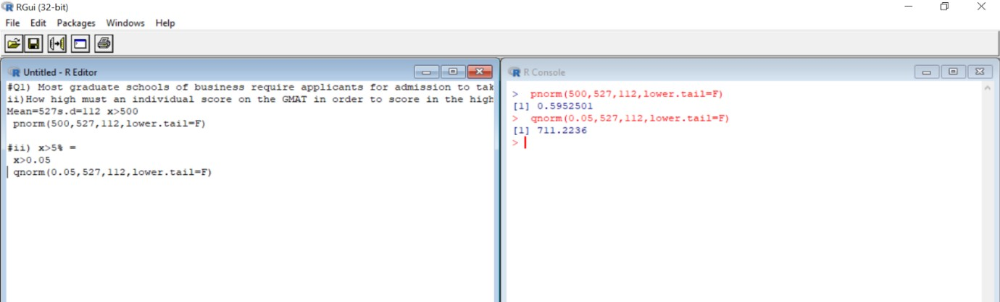 RGui (32-bit)
File Edit Packages Windows Help
Untitled - R Editor
#Q1) Most graduate schools of business require applicants for admission to tak
ii)How high must an individual score on the GMAT in order to score in the high
Mean=527s.d=112 x>500
pnorm(500,527,112,lower.tail=F)
#ii) x>5% =
x>0.05
qnorm(0.05,527,112,lower.tail=F)
R Console
> pnorm(500,527,112,lower.tail=F)
[1] 0.5952501
> qnorm(0.05,527,112,lower.tail=F)
[1] 711.2236
>